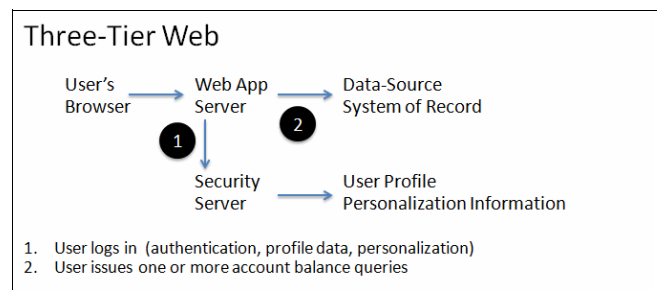 Three-Tier Web
User's Web App Data-Source
Browser Server System of Record
2
1
Security User Profile
Server Personalization Information
1. User logs in (authentication, profile data, personalization)
2. User issues one or more account balance queries